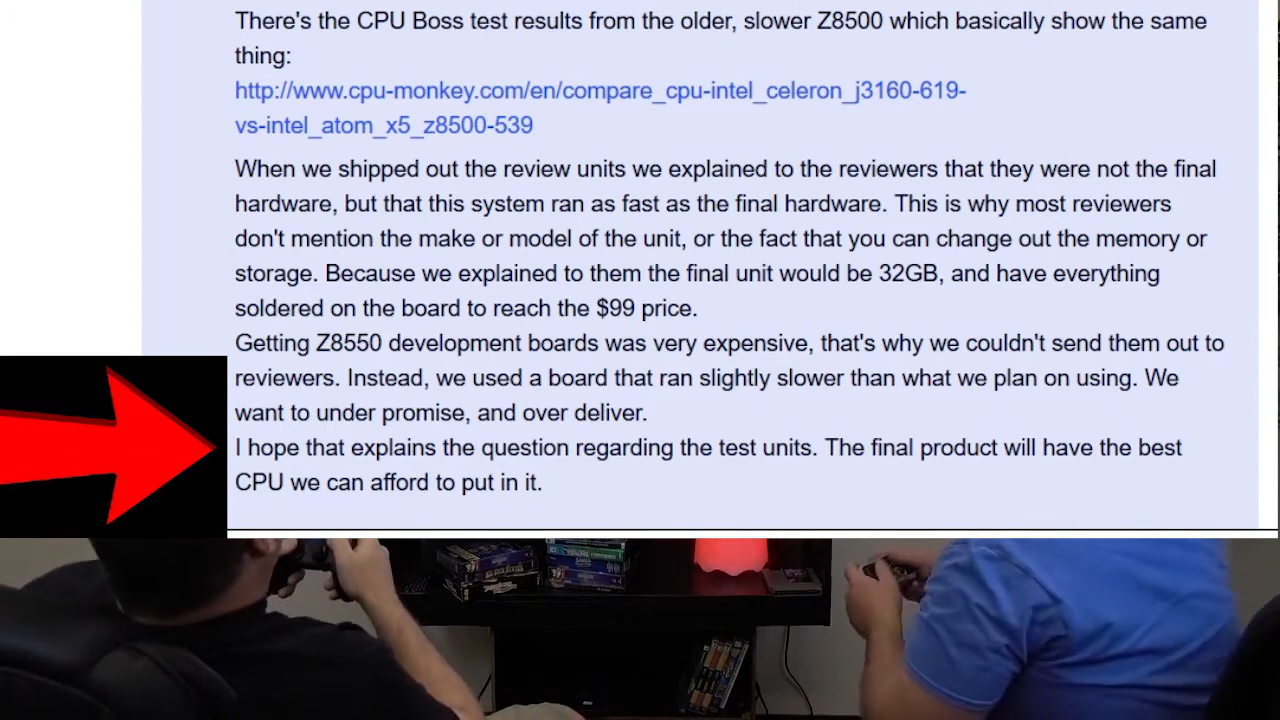 There's the CPU Boss test results from the older, slower Z8500 which basically show the same
thing:
http://www.cpu-monkey.com/en/compare_cpu-intel_celeron_j3160-619-
vs-intel_atom_x5_z8500-539
When we shipped out the review units we explained to the reviewers that they were not the final
hardware, but that this system ran as fast as the final hardware. This is why most reviewers
don't mention the make or model of the unit, or the fact that you can change out the memory or
storage. Because we explained to them the final unit would be 32GB, and have everything
soldered on the board to reach the $99 price.
Getting Z8550 development boards was very expensive, that's why we couldn't send them out to
reviewers. Instead, we used a board that ran slightly slower than what we plan on using. We
want to under promise, and over deliver.
I hope that explains the question regarding the test units. The final product will have the best
CPU we can afford to put in it.